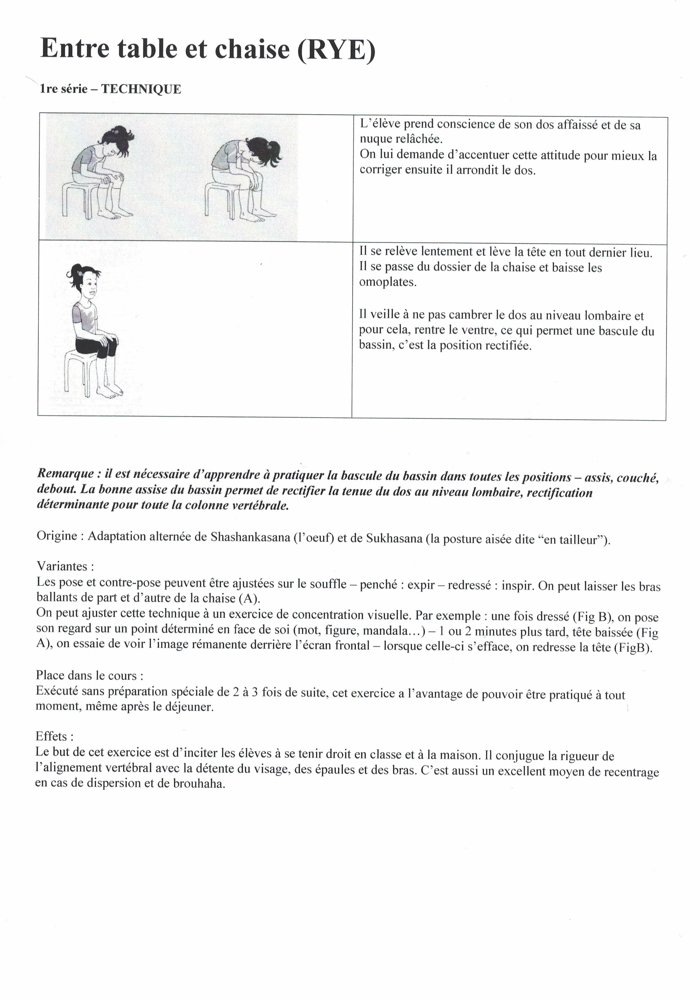 Entre table et chaise (RYE)
1re série – TECHNIQUE
L’élève prend conscience de son dos affaissé et de sa
nuque relâchée.
On lui demande d’accentuer cette attitude pour mieux la
corriger ensuite il arrondit le dos.
Il se relève lentement et lève la tête en tout dernier lieu.
Il se passe du dossier de la chaise et baisse les
omoplates.
Il veille à ne pas cambrer le dos au niveau lombaire et
pour cela, rentre le ventre, ce qui permet une bascule du
bassin, c’est la position rectifiée.
Remarque : il est nécessaire d’apprendre à pratiquer la bascule du bassin dans toutes les positions – assis, couché,
debout. La bonne assise du bassin permet de rectifier la tenue du dos au niveau lombaire, rectification
déterminante pour toute la colonne vertébrale.
Origine : Adaptation alternée de Shashankasana (l’oeuf) et de Sukhasana (la posture aisée dite “en tailleur”).
Variantes :
Les pose et contre-pose peuvent être ajustées sur le souffle – penché : expir – redressé : inspir. On peut laisser les bras
ballants de part et d’autre de la chaise (A).
On peut ajuster cette technique à un exercice de concentration visuelle. Par exemple : une fois dressé (Fig B), on pose
son regard sur un point déterminé en face de soi (mot, figure, mandala…) – 1 ou 2 minutes plus tard, tête baissée (Fig
A), on essaie de voir l’image rémanente derrière l’écran frontal – lorsque celle-ci s’efface, on redresse la tête (FigB).
Place dans le cours :
Exécuté sans préparation spéciale de 2 à 3 fois de suite, cet exercice a l’avantage de pouvoir être pratiqué à tout
moment, même après le déjeuner.
Effets :
Le but de cet exercice est d’inciter les élèves à se tenir droit en classe et à la maison. Il conjugue la rigueur de
l’alignement vertébral avec la détente du visage, des épaules et des bras. C’est aussi un excellent moyen de recentrage
en cas de dispersion et de brouhaha.